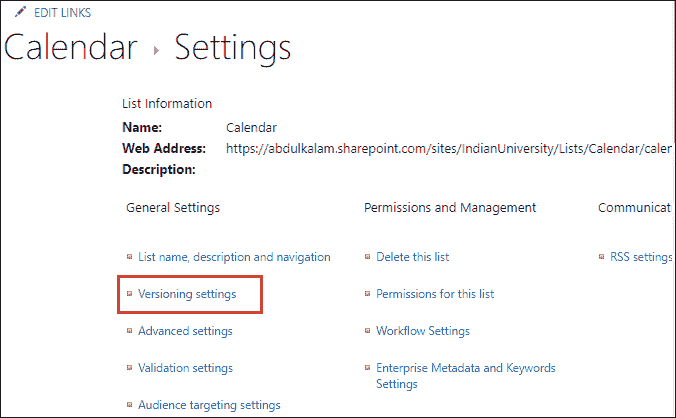 EDIT LINKS
Calendar ▸ Settings
List Information
Name: Calendar
Web Address: https://abdulkalam.sharepoint.com/sites/IndianUniversity/Lists/Calendar/calen
Description:
General Settings
Permissions and Management
Communicat
List name, description and navigation
Delete this list
RSS settings
Versioning settings
Permissions for this list
Advanced settings
Workflow Settings
Validation settings
Enterprise Metadata and Keywords
Settings
Audience targeting settings